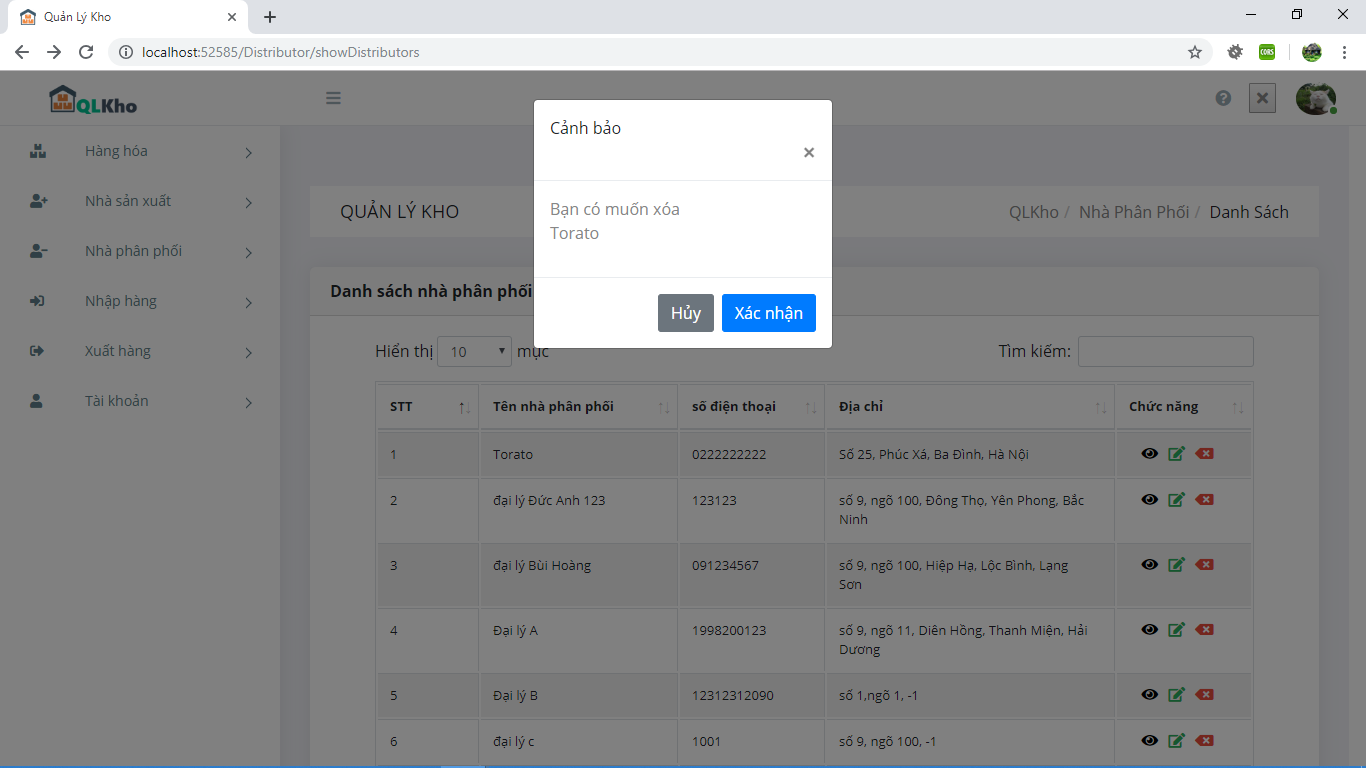 Quản Lý Kho
localhost:52585/Distributor/showDistributors
CORS
QLKho
Cảnh bảo
×
Bạn có muốn xóa
Torato
Hủy Xác nhận
Hàng hóa
Nhà sản xuất
Nhà phân phối
Nhập hàng
Xuất hàng
Tài khoản
QUẢN LÝ KHO
QLKho / Nhà Phân Phối / Danh Sách
Danh sách nhà phân phối
Hiển thị 10 mục
Tìm kiếm:
STT Tên nhà phân phối số điện thoại Địa chỉ Chức năng
1 Torato 0222222222 Số 25, Phúc Xá, Ba Đình, Hà Nội
2 đại lý Đức Anh 123 123123 số 9, ngõ 100, Đông Thọ, Yên Phong, Bắc
Ninh
3 đại lý Bùi Hoàng 091234567 số 9, ngõ 100, Hiệp Hạ, Lộc Bình, Lạng
Sơn
4 Đại lý A 1998200123 số 9, ngõ 11, Diên Hồng, Thanh Miện, Hải
Dương
5 Đại lý B 12312312090 số 1,ngõ 1, -1
6 đại lý c 1001 số 9, ngõ 100, -1